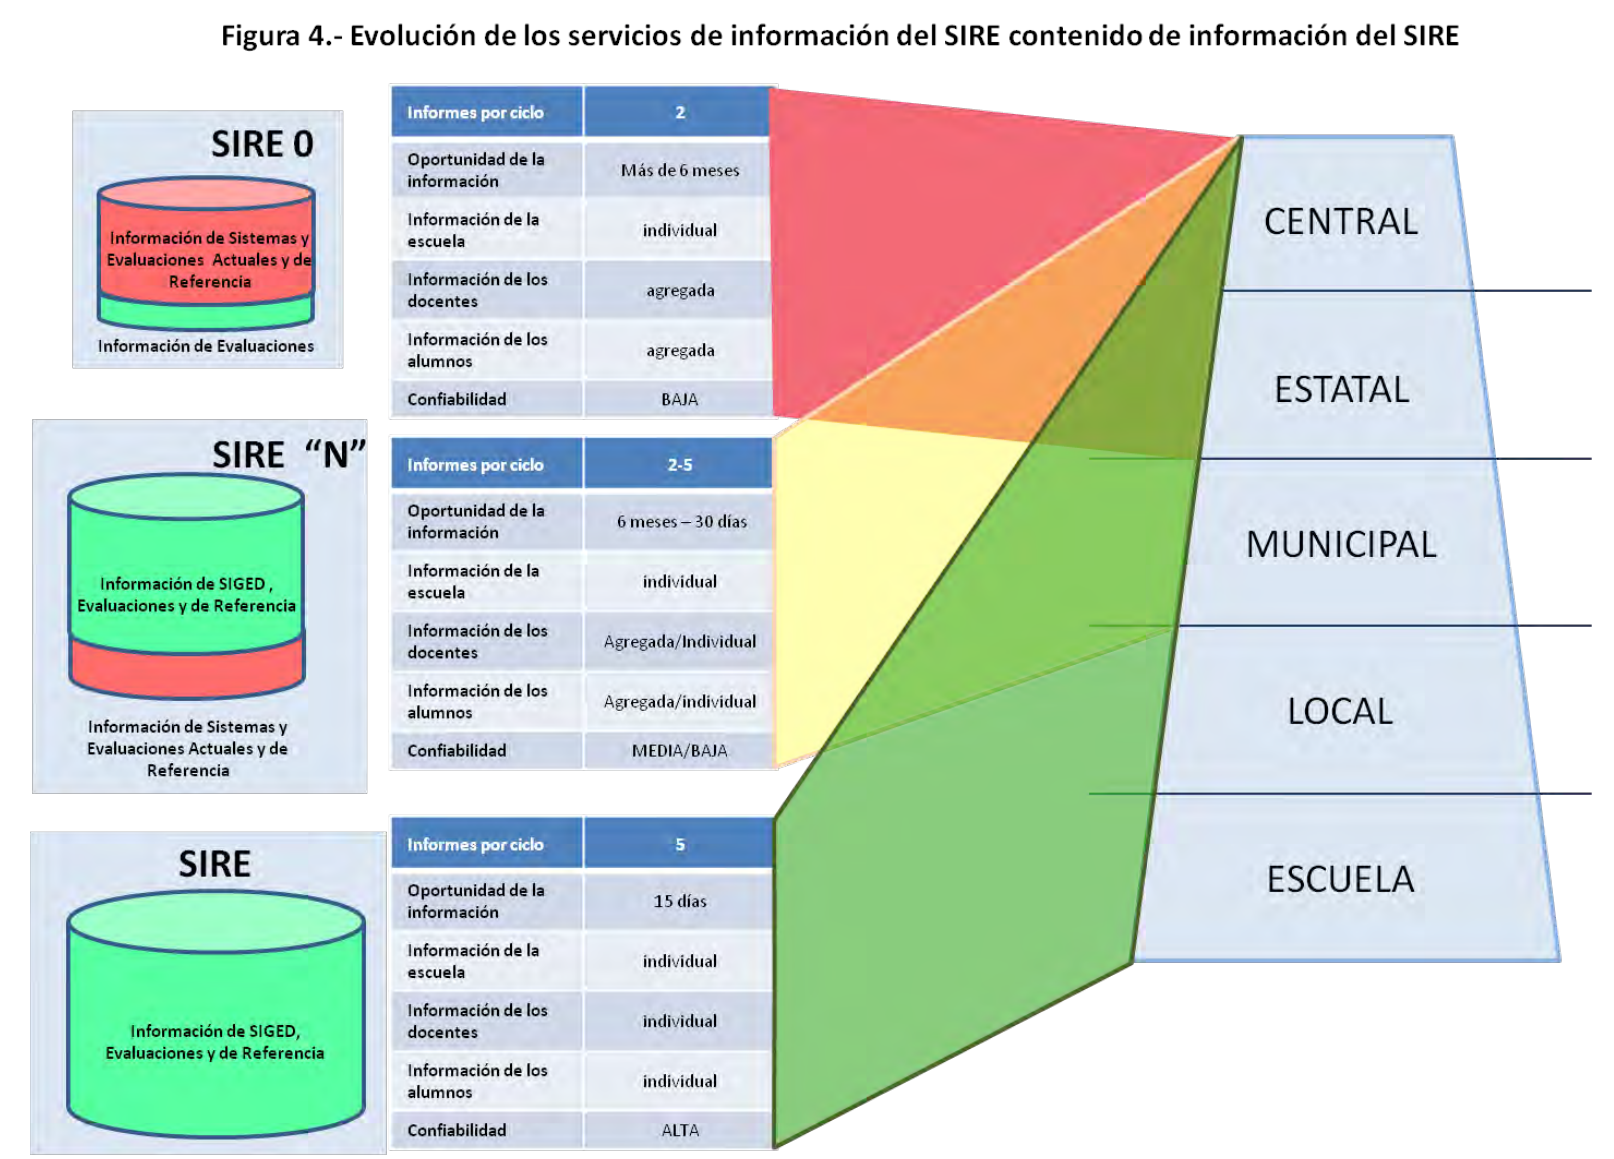 Figura 4.- Evolución de los servicios de información del SIRE contenido de información del SIRE
SIRE 0
Información de Sistemas y
Evaluaciones Actuales y de
Referencia
Información de Evaluaciones
Informes por ciclo 2
Oportunidad de la
información
Más de 6 meses
Información de la
escuela
individual
Información de los
docentes
agregada
Información de los
alumnos
agregada
Confiabilidad BAJA
SIRE “N”
Información de SIGED ,
Evaluaciones y de Referencia
Información de Sistemas y
Evaluaciones Actuales y de
Referencia
Informes por ciclo 2-5
Oportunidad de la
información
6 meses – 30 días
Información de la
escuela
individual
Información de los
docentes
Agregada/Individual
Información de los
alumnos
Agregada/individual
Confiabilidad MEDIA/BAJA
SIRE
Información de SIGED,
Evaluaciones y de Referencia
Informes por ciclo 5
Oportunidad de la
información
15 días
Información de la
escuela
individual
Información de los
docentes
individual
Información de los
alumnos
individual
Confiabilidad ALTA
CENTRAL
ESTATAL
MUNICIPAL
LOCAL
ESCUELA